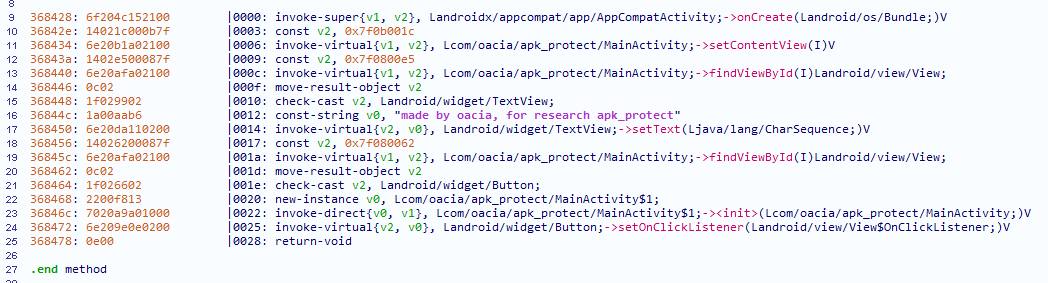 8
9 368428: 6f204c152100 |0000: invoke-super{v1, v2}, Landroidx/appcompat/app/AppCompatActivity;->onCreate(Landroid/os/Bundle;)V
10 36842e: 14021c000b7f |0003: const v2, 0x7f0b001c
11 368434: 6e20b1a02100 |0006: invoke-virtual{v1, v2}, Lcom/oacia/apk_protect/MainActivity;->setContentView(I)V
12 36843a: 1402e500087f |0009: const v2, 0x7f0800e5
13 368440: 6e20afa02100 |000c: invoke-virtual{v1, v2}, Lcom/oacia/apk_protect/MainActivity;->findViewById(I)Landroid/view/View;
14 368446: 0c02 |000f: move-result-object v2
15 368448: 1f029902 |0010: check-cast v2, Landroid/widget/TextView;
16 36844c: 1a00aab6 |0012: const-string v0, "made by oacia, for research apk_protect"
17 368450: 6e20da110200 |0014: invoke-virtual{v2, v0}, Landroid/widget/TextView;->setText(Ljava/lang/CharSequence;)V
18 368456: 14026200087f |0017: const v2, 0x7f080062
19 36845c: 6e20afa02100 |001a: invoke-virtual{v1, v2}, Lcom/oacia/apk_protect/MainActivity;->findViewById(I)Landroid/view/View;
20 368462: 0c02 |001d: move-result-object v2
21 368464: 1f026602 |001e: check-cast v2, Landroid/widget/Button;
22 368468: 2200f813 |0020: new-instance v0, Lcom/oacia/apk_protect/MainActivity$1;
23 36846c: 7020a9a01000 |0022: invoke-direct{v0, v1}, Lcom/oacia/apk_protect/MainActivity$1;-><init>(Lcom/oacia/apk_protect/MainActivity;)V
24 368472: 6e209e0e0200 |0025: invoke-virtual{v2, v0}, Landroid/widget/Button;->setOnClickListener(Landroid/view/View$OnClickListener;)V
25 368478: 0e00 |0028: return-void
26
27 .end method
28